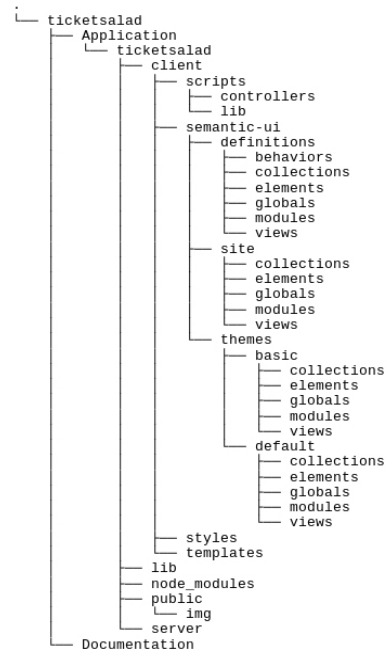 .
└── ticketsalad
    ├── Application
    │   └── ticketsalad
    │       ├── client
    │       │   ├── scripts
    │       │   │   ├── controllers
    │       │   │   └── lib
    │       │   ├── semantic-ui
    │       │   │   ├── definitions
    │       │   │   │   ├── behaviors
    │       │   │   │   ├── collections
    │       │   │   │   ├── elements
    │       │   │   │   ├── globals
    │       │   │   │   ├── modules
    │       │   │   │   └── views
    │       │   │   ├── site
    │       │   │   │   ├── collections
    │       │   │   │   ├── elements
    │       │   │   │   ├── globals
    │       │   │   │   ├── modules
    │       │   │   │   └── views
    │       │   │   └── themes
    │       │   │       ├── basic
    │       │   │       │   ├── collections
    │       │   │       │   ├── elements
    │       │   │       │   ├── globals
    │       │   │       │   ├── modules
    │       │   │       │   └── views
    │       │   │       └── default
    │       │   │           ├── collections
    │       │   │           ├── elements
    │       │   │           ├── globals
    │       │   │           ├── modules
    │       │   │           └── views
    │       │   ├── styles
    │       │   └── templates
    │       ├── lib
    │       ├── node_modules
    │       ├── public
    │       │   └── img
    │       └── server
    └── Documentation